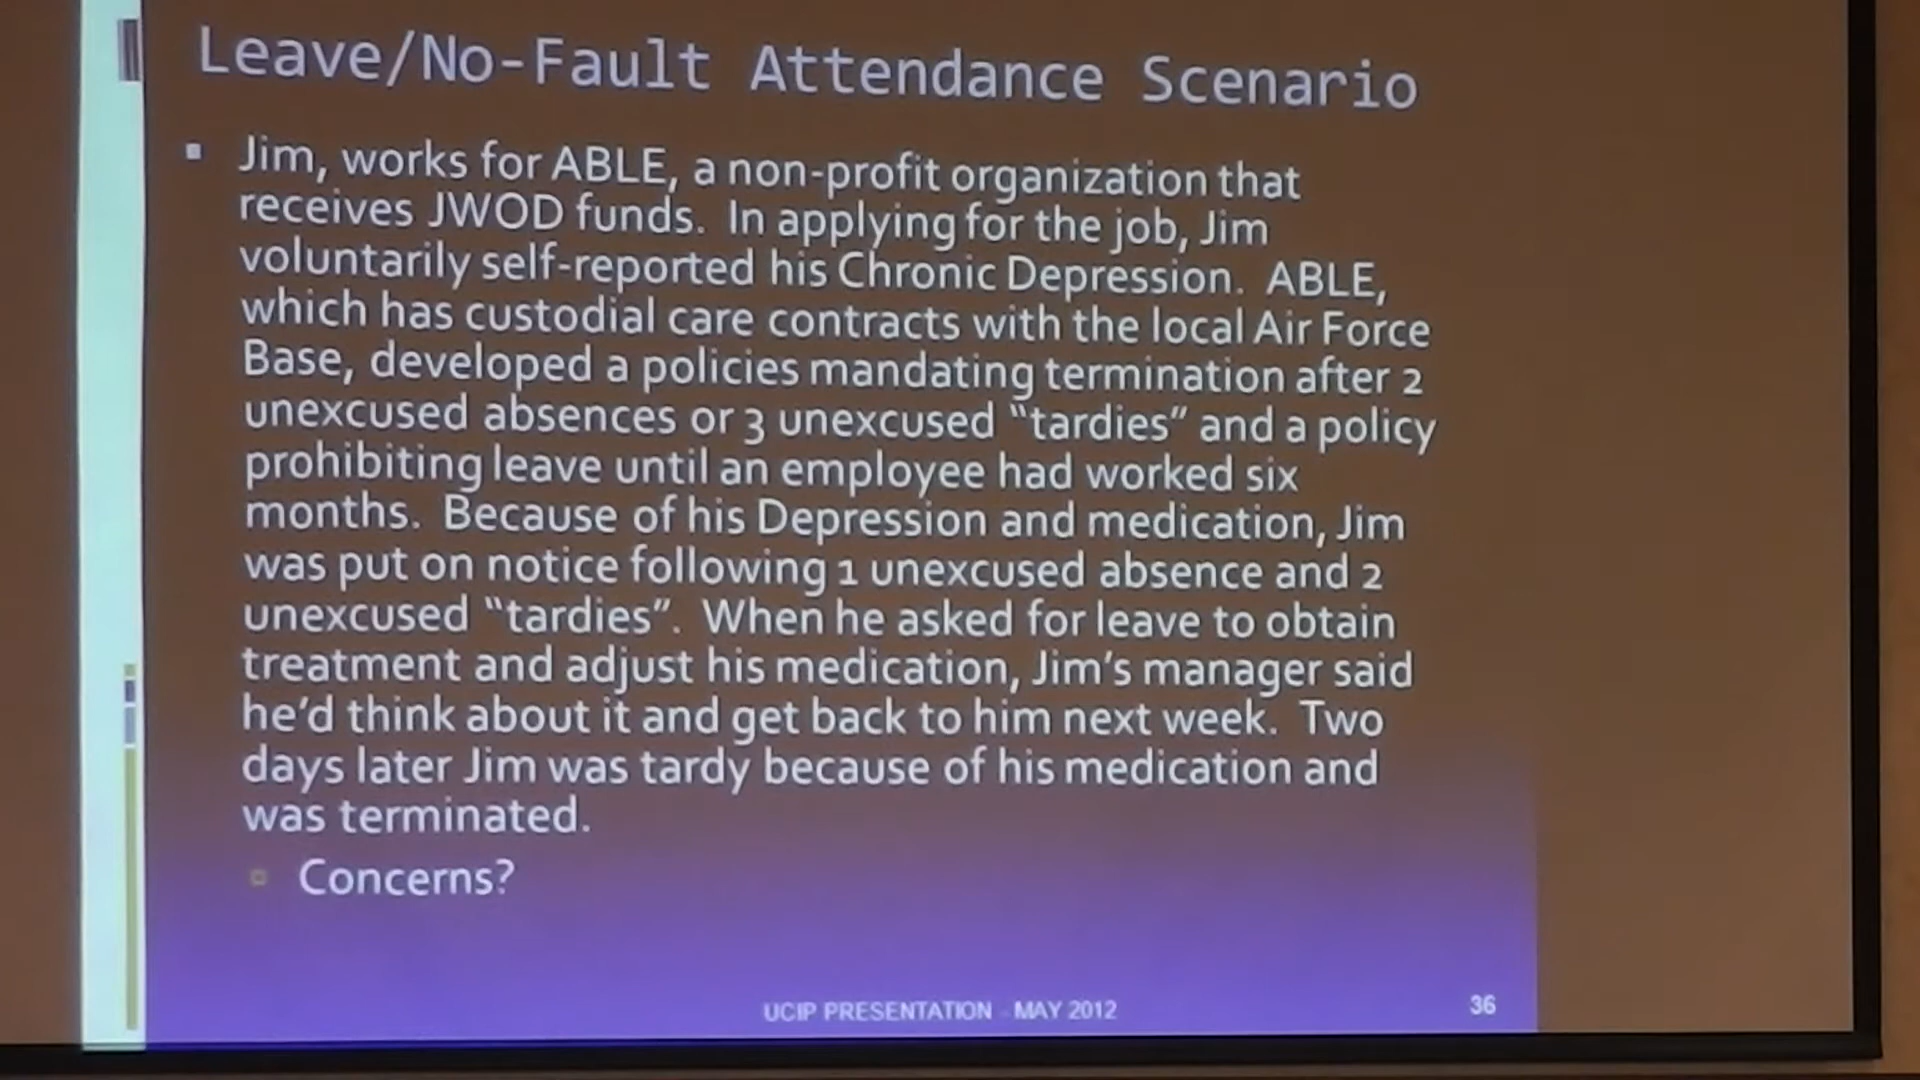 Leave/No-Fault Attendance Scenario
▪ Jim, works for ABLE, a non-profit organization that
receives JWOD funds. In applying for the job, Jim
voluntarily self-reported his Chronic Depression. ABLE,
which has custodial care contracts with the local Air Force
Base, developed a policies mandating termination after 2
unexcused absences or 3 unexcused “tardies” and a policy
prohibiting leave until an employee had worked six
months. Because of his Depression and medication, Jim
was put on notice following 1 unexcused absence and 2
unexcused “tardies”. When he asked for leave to obtain
treatment and adjust his medication, Jim’s manager said
he’d think about it and get back to him next week. Two
days later Jim was tardy because of his medication and
was terminated.
▫ Concerns?
UCIP PRESENTATION - MAY 2012
36